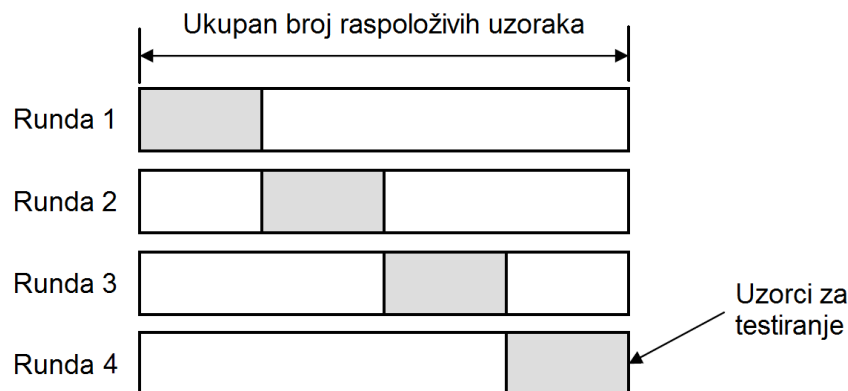 Ukupan broj raspoloživih uzoraka
Runda 1
Runda 2
Runda 3
Uzorci za
testiranje
Runda 4